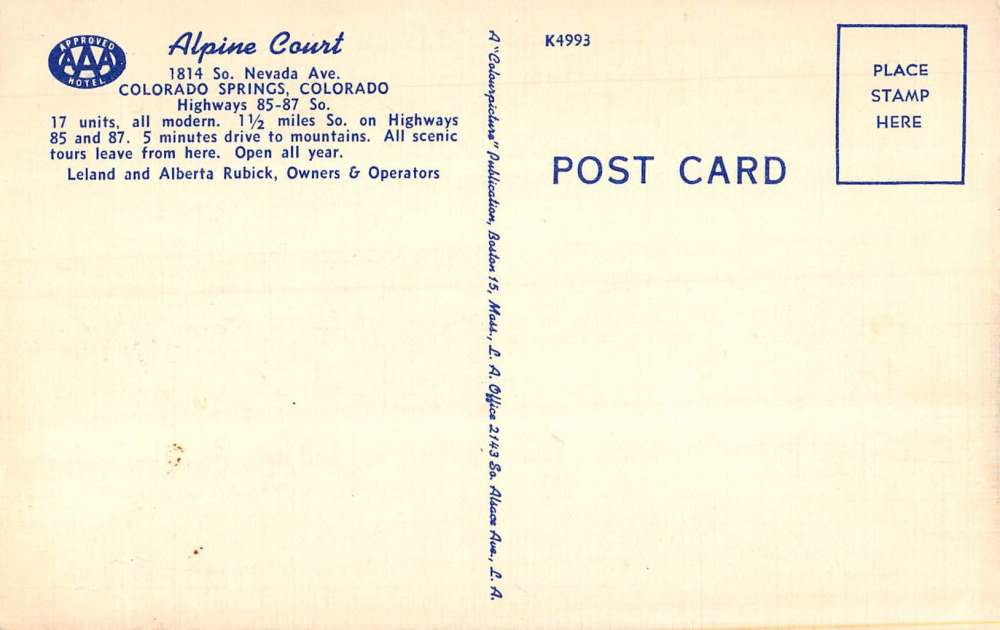 APPROVED
AAA
HOTEL
Alpine Court
1814 So. Nevada Ave.
COLORADO SPRINGS, COLORADO
Highways 85-87 So.
17 units, all modern. 1½ miles So. on Highways
85 and 87. 5 minutes drive to mountains. All scenic
tours leave from here. Open all year.
Leland and Alberta Rubick, Owners & Operators
A "Colourpicture" Publication, Boston 15, Mass., L. A. Office 2143 So. Alsace Ave., L. A.
K4993
POST CARD
PLACE
STAMP
HERE